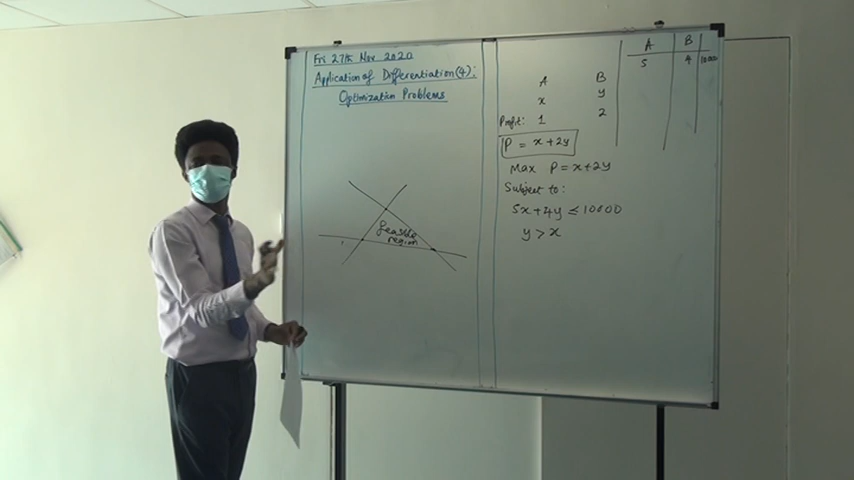 Fri 27th Nov 2020
Application of Differentiation(4):
Optimization Problems
feasible
region
A B
x y
Profit: 1 2
P = x+2y
Max P = x+2y
Subject to:
5x+4y ≤ 10000
y > x
A B
5 4 1000